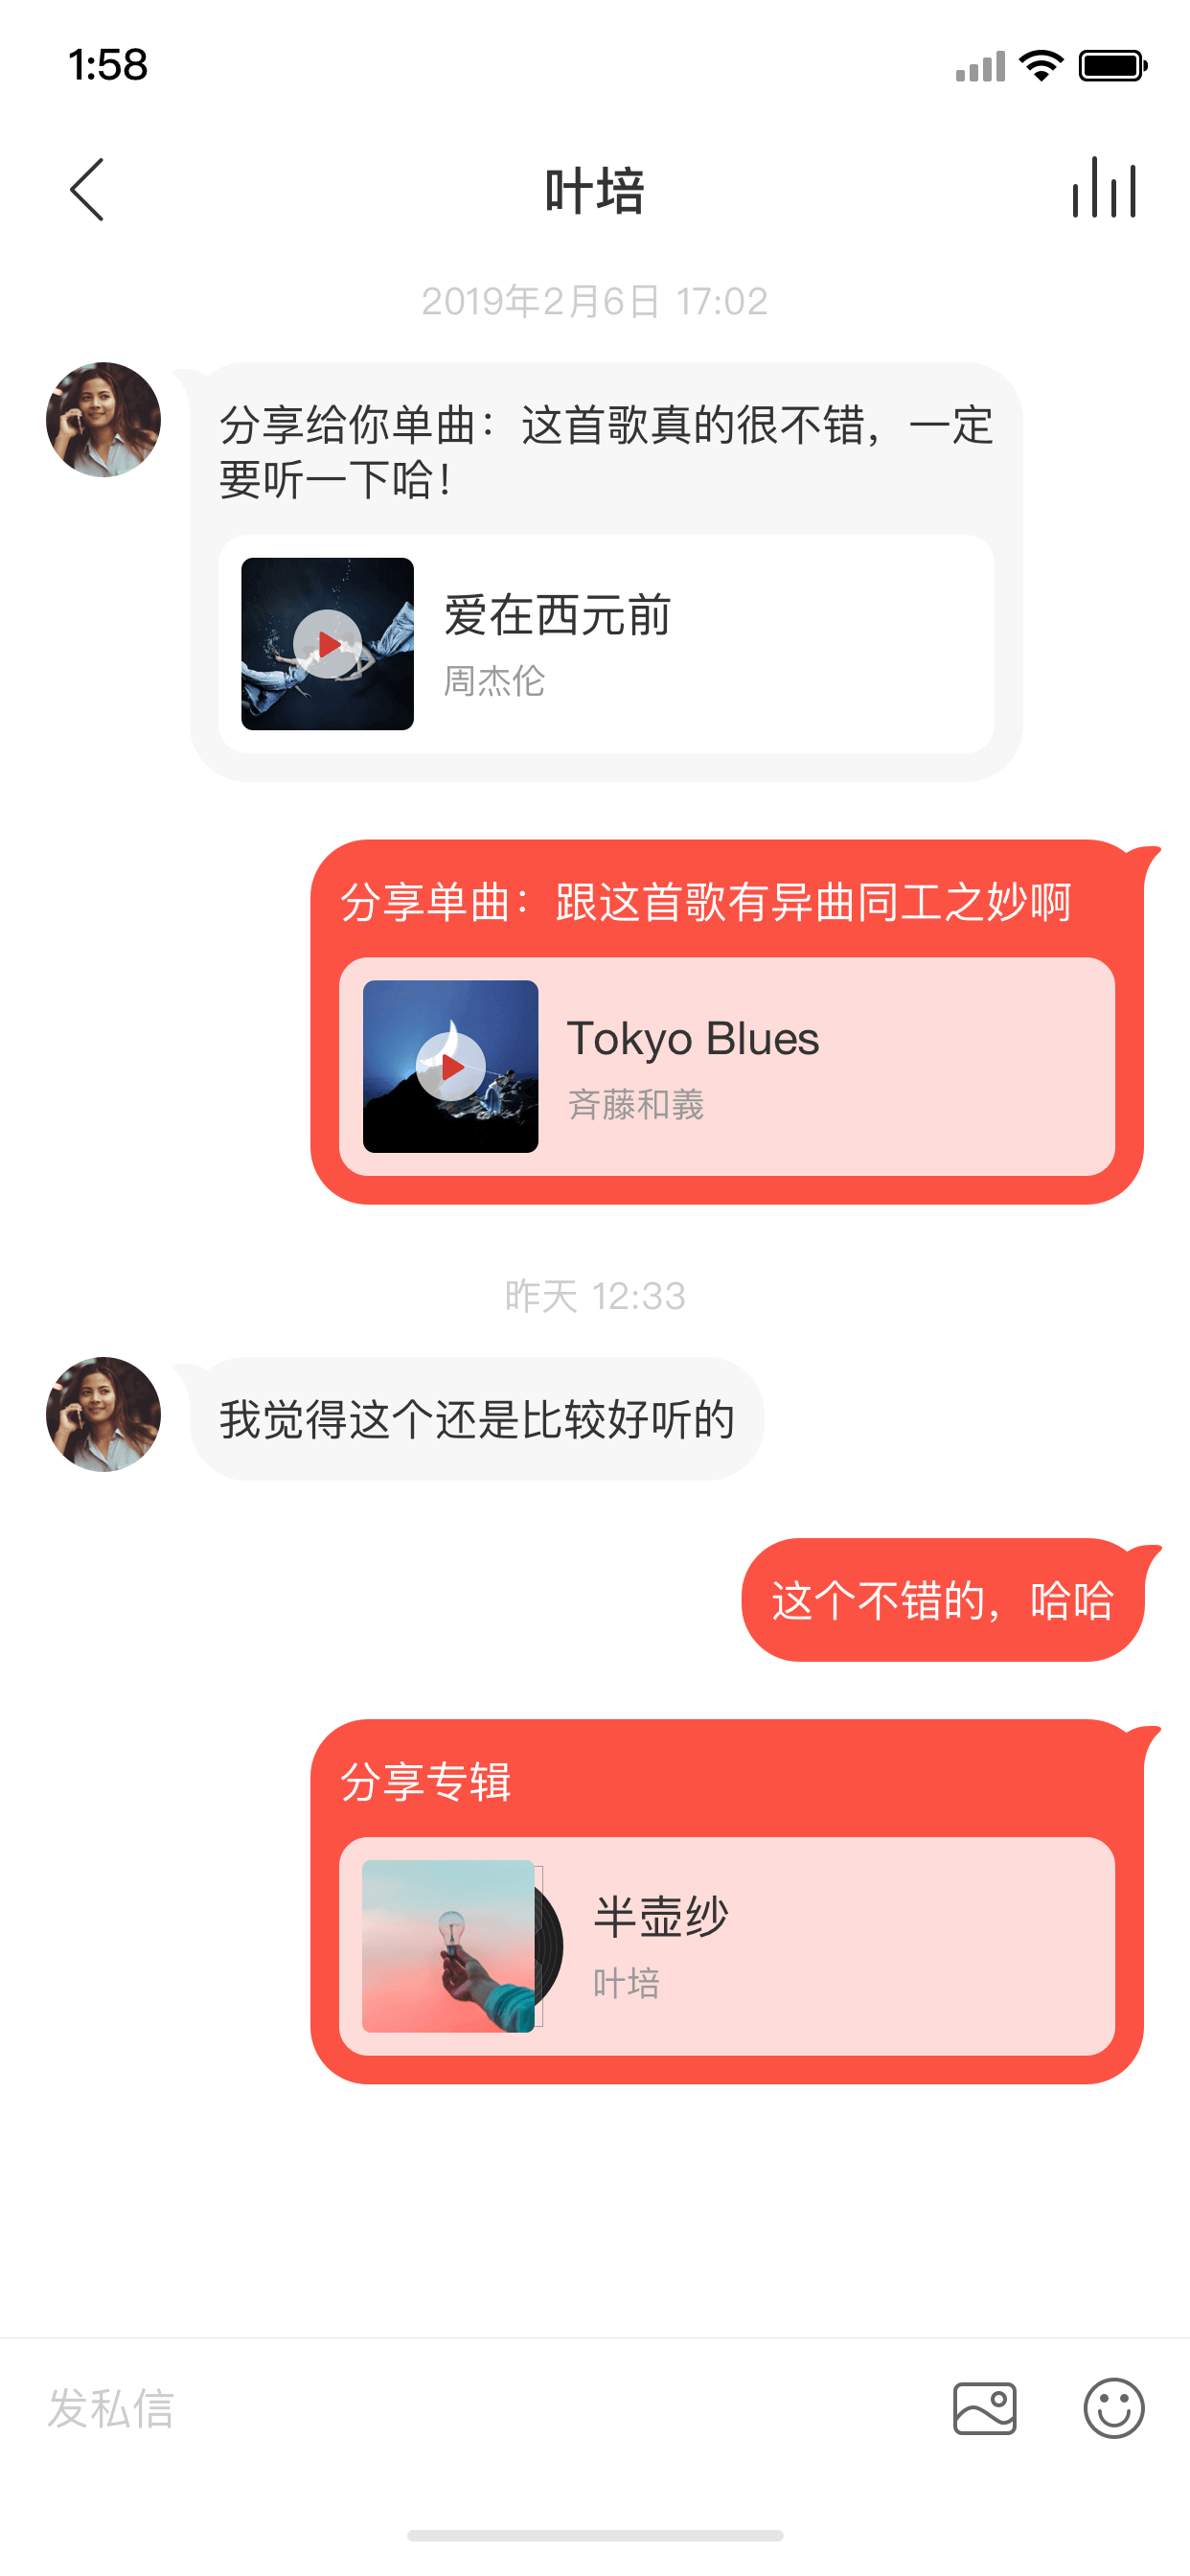 1:58
叶培
2019年2月6日 17:02
分享给你单曲：这首歌真的很不错，一定
要听一下哈！
爱在西元前
周杰伦
分享单曲：跟这首歌有异曲同工之妙啊
Tokyo Blues
斉藤和義
昨天 12:33
我觉得这个还是比较好听的
这个不错的，哈哈
分享专辑
半壶纱
叶培
发私信